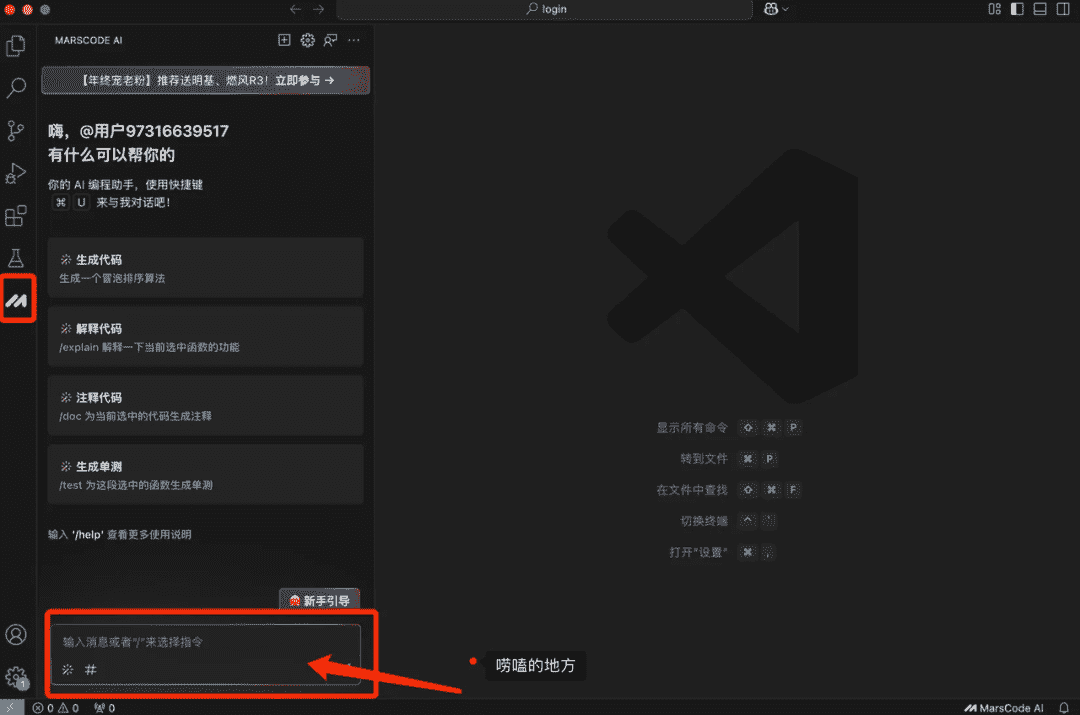 login
MARSCODE AI
【年终宠老粉】推荐送明基、燃风R3! 立即参与 →
嗨，@用户97316639517
有什么可以帮你的
你的 AI 编程助手，使用快捷键
⌘ U 来与我对话吧！
生成代码
生成一个冒泡排序算法
解释代码
/explain 解释一下当前选中函数的功能
注释代码
/doc 为当前选中的代码生成注释
生成单测
/test 为这段选中的函数生成单测
输入 '/help' 查看更多使用说明
新手引导
输入消息或者“/”来选择指令
#
显示所有命令 ⇧ ⌘ P
转到文件 ⌘ P
在文件中查找 ⇧ ⌘ F
切换终端 ^ `
打开“设置” ⌘ ,
唠嗑的地方
1
0 0 0
MarsCode AI